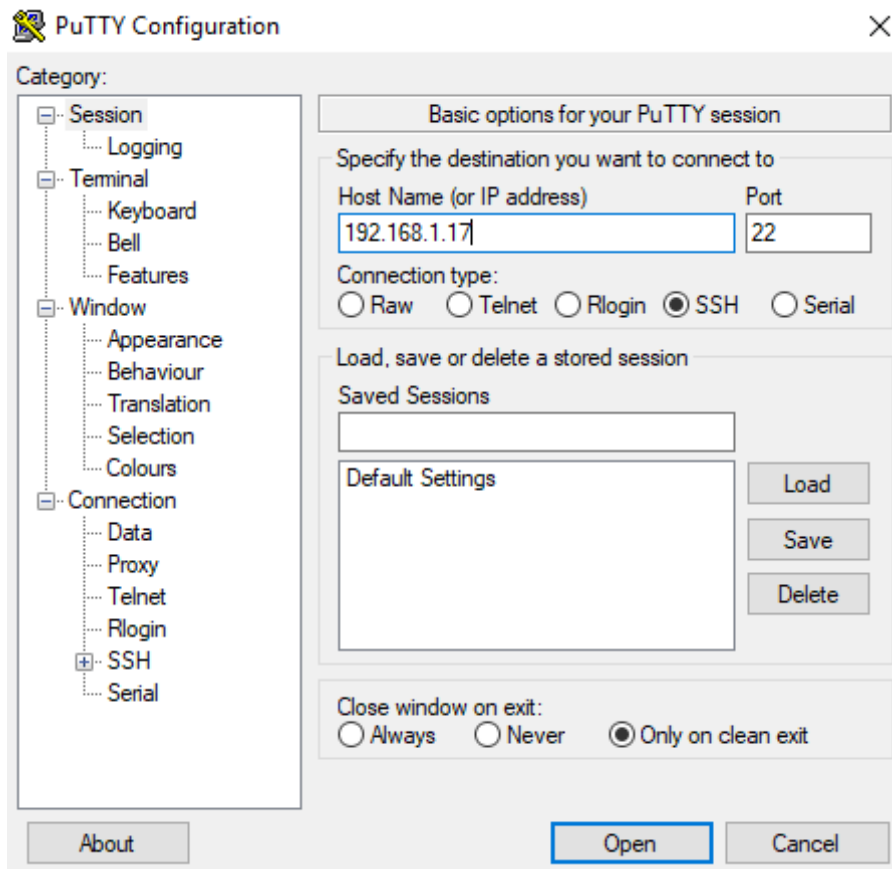 PuTTY Configuration
Category:
Session
Logging
Terminal
Keyboard
Bell
Features
Window
Appearance
Behaviour
Translation
Selection
Colours
Connection
Data
Proxy
Telnet
Rlogin
SSH
Serial
Basic options for your PuTTY session
Specify the destination you want to connect to
Host Name (or IP address) Port
192.168.1.17 22
Connection type:
Raw Telnet Rlogin SSH Serial
Load, save or delete a stored session
Saved Sessions
Default Settings
Load
Save
Delete
Close window on exit:
Always Never Only on clean exit
About Open Cancel